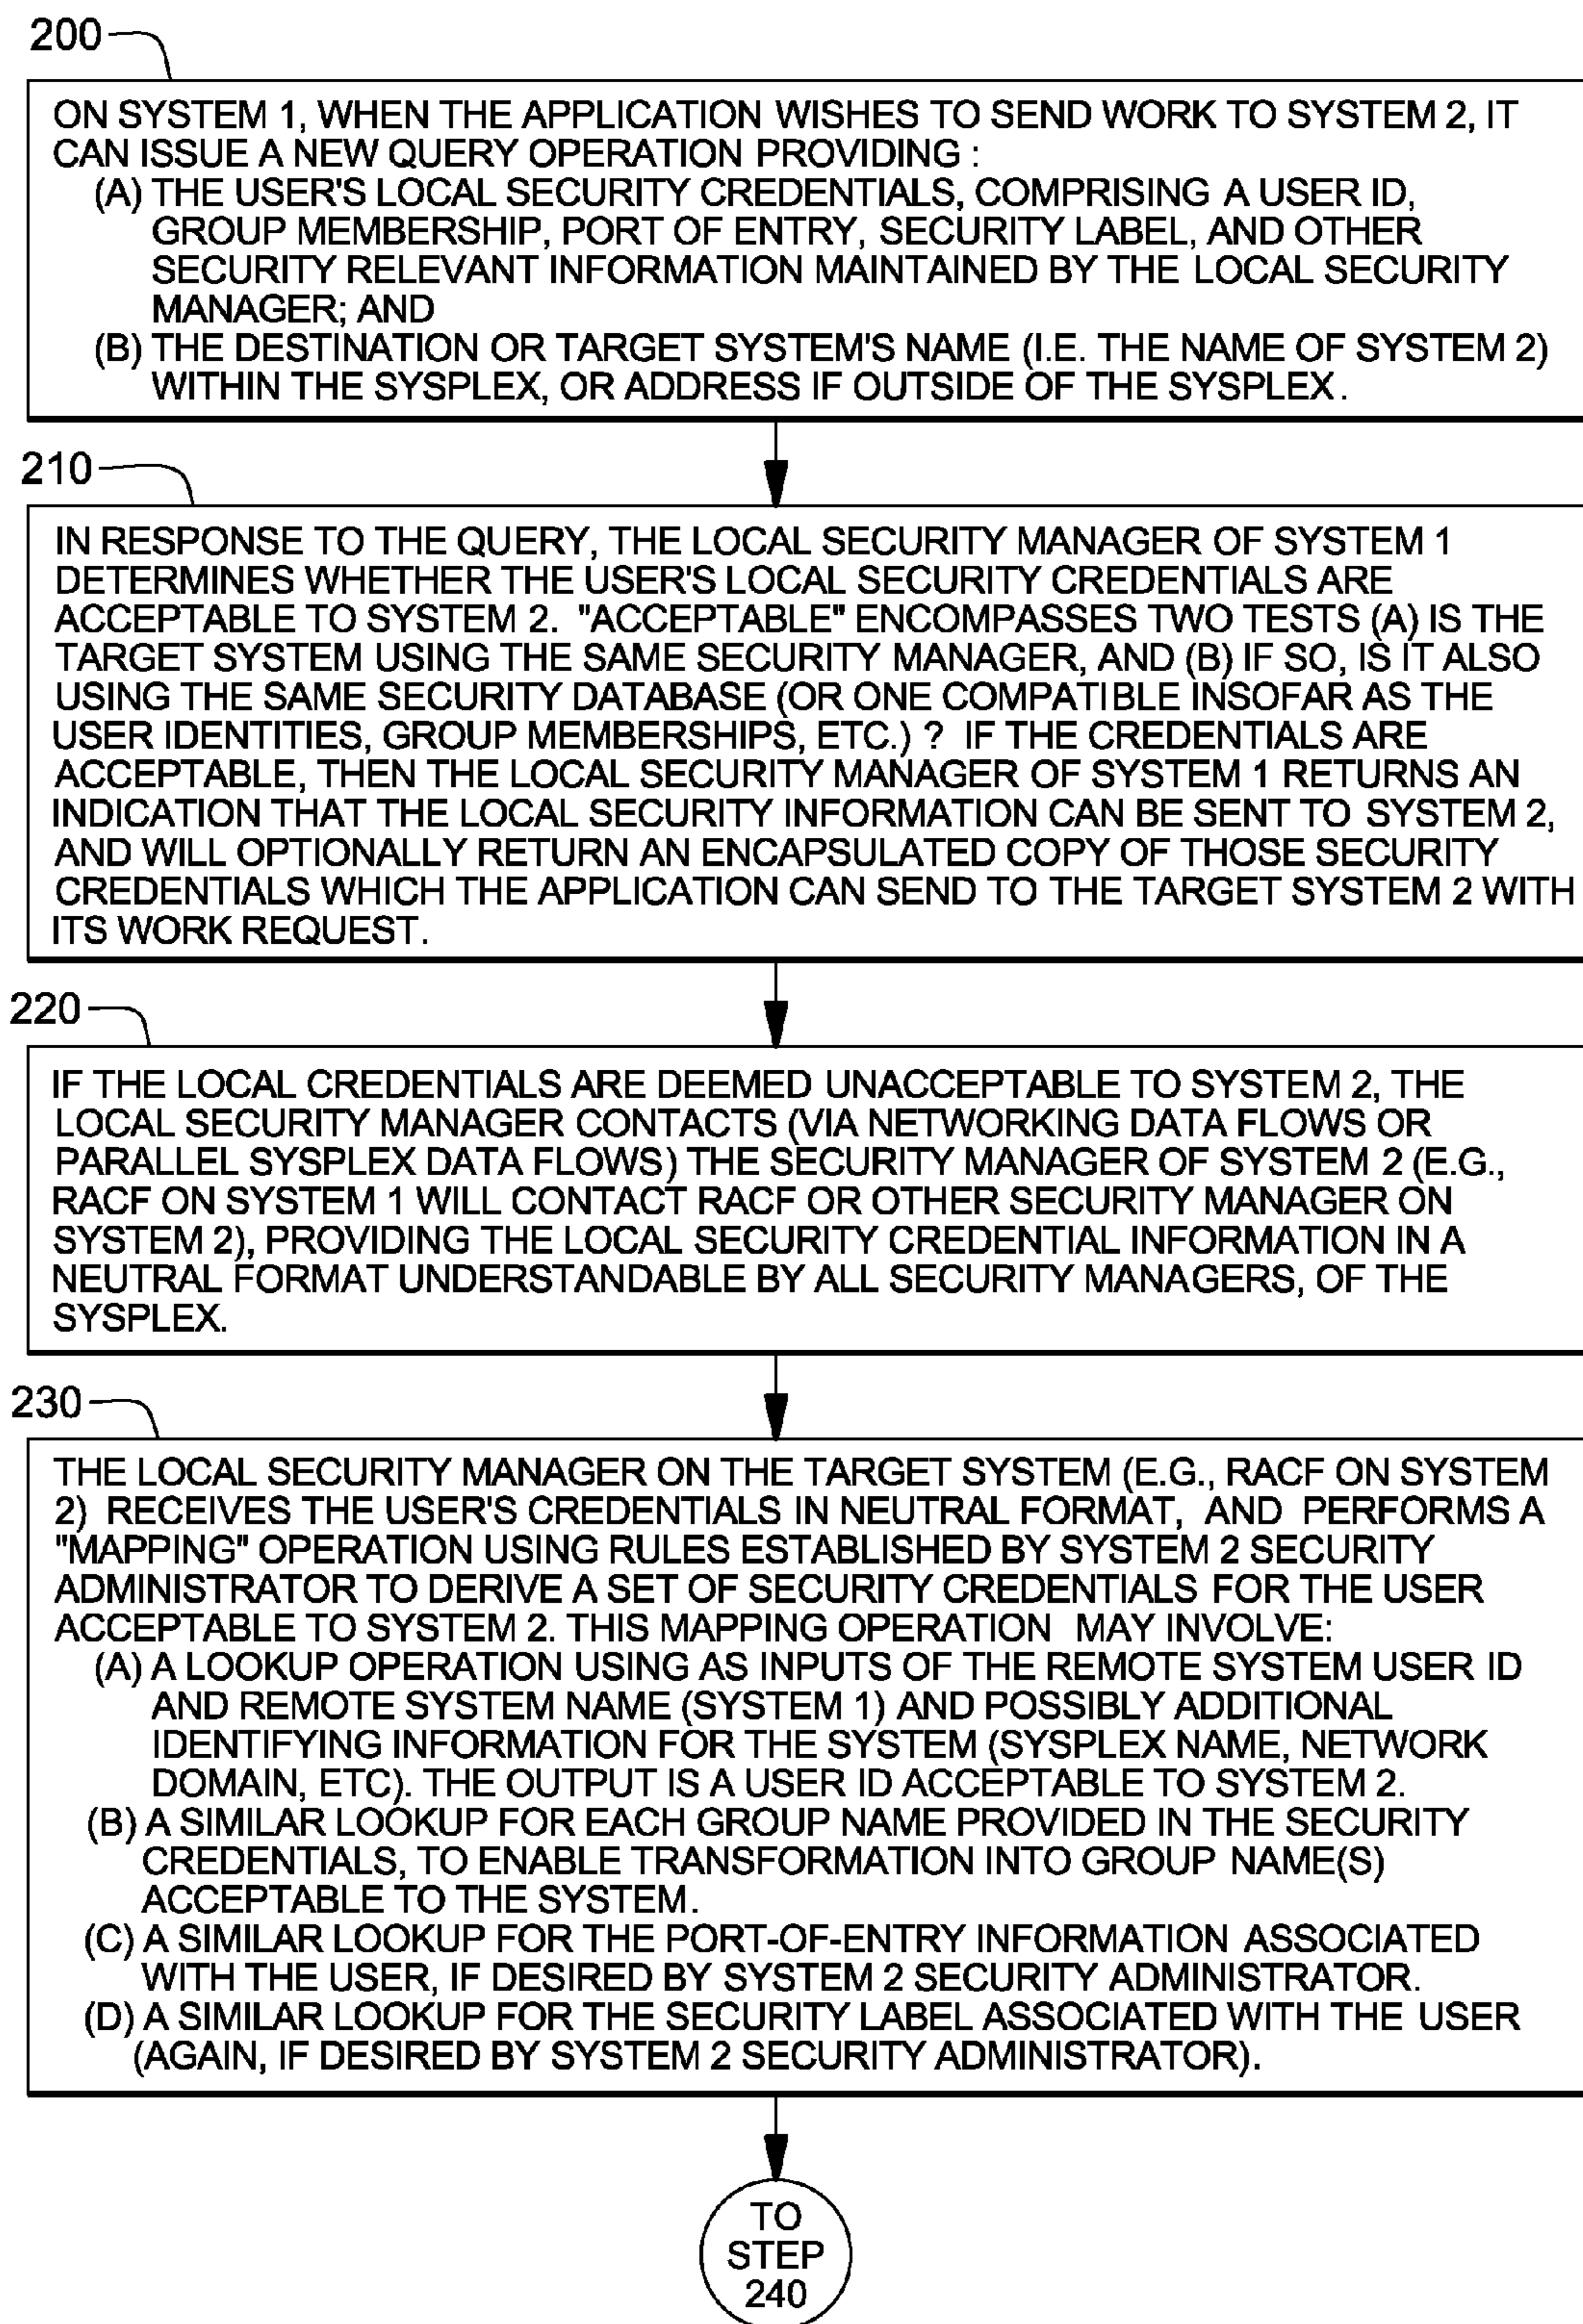 200
ON SYSTEM 1, WHEN THE APPLICATION WISHES TO SEND WORK TO SYSTEM 2, IT
CAN ISSUE A NEW QUERY OPERATION PROVIDING :
(A) THE USER'S LOCAL SECURITY CREDENTIALS, COMPRISING A USER ID,
GROUP MEMBERSHIP, PORT OF ENTRY, SECURITY LABEL, AND OTHER
SECURITY RELEVANT INFORMATION MAINTAINED BY THE LOCAL SECURITY
MANAGER; AND
(B) THE DESTINATION OR TARGET SYSTEM'S NAME (I.E. THE NAME OF SYSTEM 2)
WITHIN THE SYSPLEX, OR ADDRESS IF OUTSIDE OF THE SYSPLEX.
210
IN RESPONSE TO THE QUERY, THE LOCAL SECURITY MANAGER OF SYSTEM 1
DETERMINES WHETHER THE USER'S LOCAL SECURITY CREDENTIALS ARE
ACCEPTABLE TO SYSTEM 2. "ACCEPTABLE" ENCOMPASSES TWO TESTS (A) IS THE
TARGET SYSTEM USING THE SAME SECURITY MANAGER, AND (B) IF SO, IS IT ALSO
USING THE SAME SECURITY DATABASE (OR ONE COMPATIBLE INSOFAR AS THE
USER IDENTITIES, GROUP MEMBERSHIPS, ETC.) ? IF THE CREDENTIALS ARE
ACCEPTABLE, THEN THE LOCAL SECURITY MANAGER OF SYSTEM 1 RETURNS AN
INDICATION THAT THE LOCAL SECURITY INFORMATION CAN BE SENT TO SYSTEM 2,
AND WILL OPTIONALLY RETURN AN ENCAPSULATED COPY OF THOSE SECURITY
CREDENTIALS WHICH THE APPLICATION CAN SEND TO THE TARGET SYSTEM 2 WITH
ITS WORK REQUEST.
220
IF THE LOCAL CREDENTIALS ARE DEEMED UNACCEPTABLE TO SYSTEM 2, THE
LOCAL SECURITY MANAGER CONTACTS (VIA NETWORKING DATA FLOWS OR
PARALLEL SYSPLEX DATA FLOWS) THE SECURITY MANAGER OF SYSTEM 2 (E.G.,
RACF ON SYSTEM 1 WILL CONTACT RACF OR OTHER SECURITY MANAGER ON
SYSTEM 2), PROVIDING THE LOCAL SECURITY CREDENTIAL INFORMATION IN A
NEUTRAL FORMAT UNDERSTANDABLE BY ALL SECURITY MANAGERS, OF THE
SYSPLEX.
230
THE LOCAL SECURITY MANAGER ON THE TARGET SYSTEM (E.G., RACF ON SYSTEM
2) RECEIVES THE USER'S CREDENTIALS IN NEUTRAL FORMAT, AND PERFORMS A
"MAPPING" OPERATION USING RULES ESTABLISHED BY SYSTEM 2 SECURITY
ADMINISTRATOR TO DERIVE A SET OF SECURITY CREDENTIALS FOR THE USER
ACCEPTABLE TO SYSTEM 2. THIS MAPPING OPERATION MAY INVOLVE:
(A) A LOOKUP OPERATION USING AS INPUTS OF THE REMOTE SYSTEM USER ID
AND REMOTE SYSTEM NAME (SYSTEM 1) AND POSSIBLY ADDITIONAL
IDENTIFYING INFORMATION FOR THE SYSTEM (SYSPLEX NAME, NETWORK
DOMAIN, ETC). THE OUTPUT IS A USER ID ACCEPTABLE TO SYSTEM 2.
(B) A SIMILAR LOOKUP FOR EACH GROUP NAME PROVIDED IN THE SECURITY
CREDENTIALS, TO ENABLE TRANSFORMATION INTO GROUP NAME(S)
ACCEPTABLE TO THE SYSTEM.
(C) A SIMILAR LOOKUP FOR THE PORT-OF-ENTRY INFORMATION ASSOCIATED
WITH THE USER, IF DESIRED BY SYSTEM 2 SECURITY ADMINISTRATOR.
(D) A SIMILAR LOOKUP FOR THE SECURITY LABEL ASSOCIATED WITH THE USER
(AGAIN, IF DESIRED BY SYSTEM 2 SECURITY ADMINISTRATOR).
TO
STEP
240